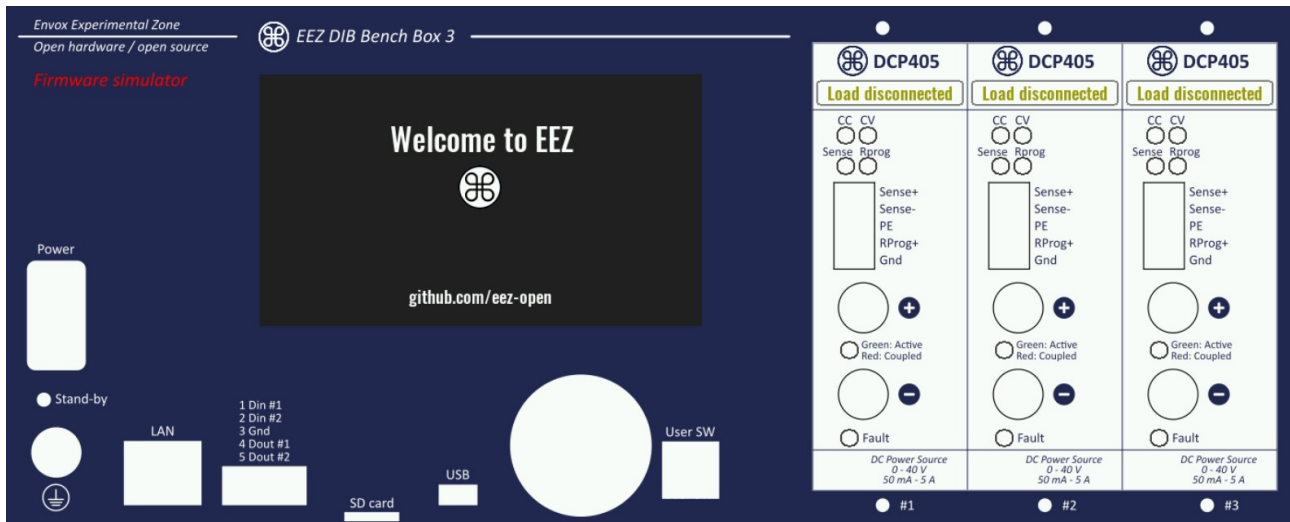 Envox Experimental Zone
Open hardware / open source
EEZ DIB Bench Box 3
Firmware simulator
Welcome to EEZ
github.com/eez-open
Power
Stand-by
LAN
1 Din #1
2 Din #2
3 Gnd
4 Dout #1
5 Dout #2
SD card
USB
User SW
DCP405
Load disconnected
CC CV
Sense Rprog
Sense+
Sense-
PE
RProg+
Gnd
+
Green: Active
Red: Coupled
-
Fault
DC Power Source
0 - 40 V
50 mA - 5 A
#1
DCP405
Load disconnected
CC CV
Sense Rprog
Sense+
Sense-
PE
RProg+
Gnd
+
Green: Active
Red: Coupled
-
Fault
DC Power Source
0 - 40 V
50 mA - 5 A
#2
DCP405
Load disconnected
CC CV
Sense Rprog
Sense+
Sense-
PE
RProg+
Gnd
+
Green: Active
Red: Coupled
-
Fault
DC Power Source
0 - 40 V
50 mA - 5 A
#3